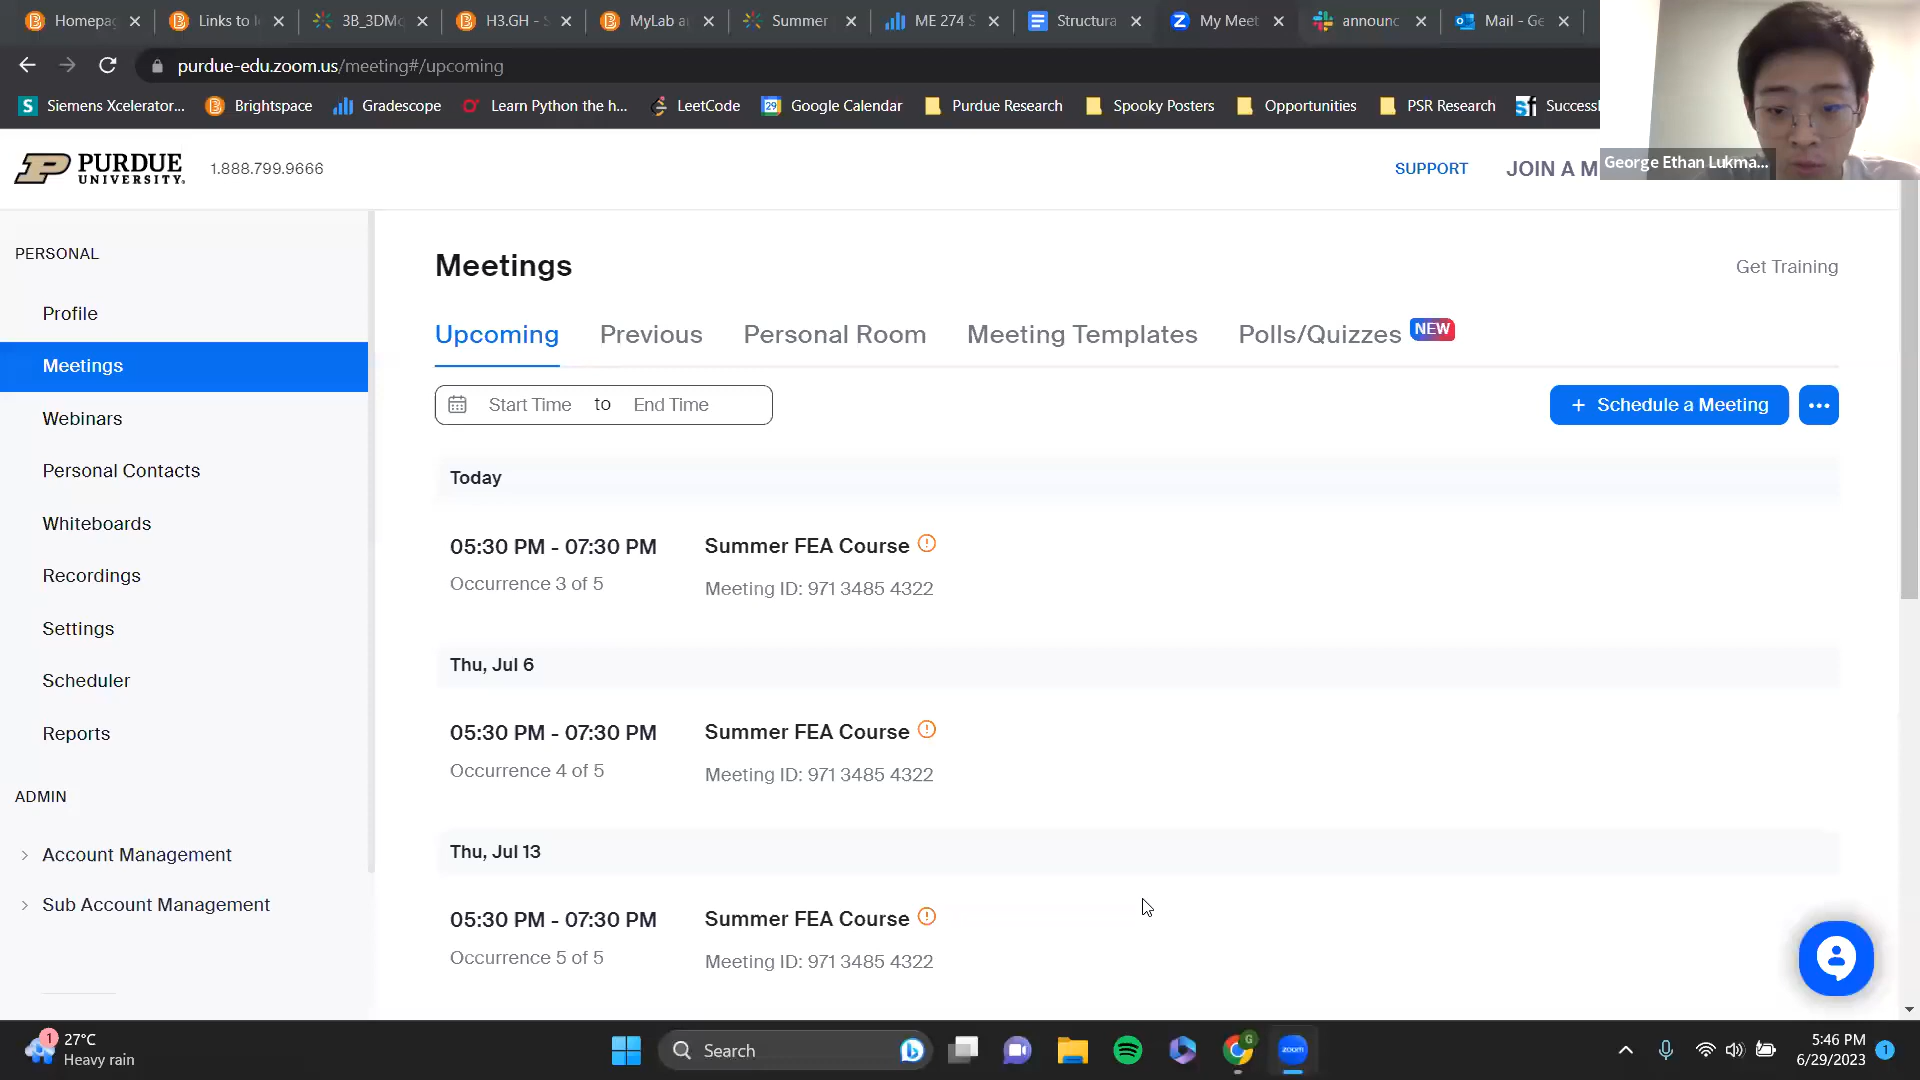 Homepag
Links to l
3B_3DMo
H3.GH - S
MyLab a
Summer
ME 274 S
Structura
My Meet
announc
Mail - Ge
purdue-edu.zoom.us/meeting#/upcoming
Siemens Xcelerator...
Brightspace
Gradescope
Learn Python the h...
LeetCode
Google Calendar
Purdue Research
Spooky Posters
Opportunities
PSR Research
Success
George Ethan Lukma...
PURDUE UNIVERSITY
1.888.799.9666
SUPPORT
JOIN A M
PERSONAL
Profile
Meetings
Webinars
Personal Contacts
Whiteboards
Recordings
Settings
Scheduler
Reports
ADMIN
Account Management
Sub Account Management
Meetings
Get Training
Upcoming
Previous
Personal Room
Meeting Templates
Polls/Quizzes NEW
Start Time to End Time
+ Schedule a Meeting
Today
05:30 PM - 07:30 PM Summer FEA Course
Occurrence 3 of 5 Meeting ID: 971 3485 4322
Thu, Jul 6
05:30 PM - 07:30 PM Summer FEA Course
Occurrence 4 of 5 Meeting ID: 971 3485 4322
Thu, Jul 13
05:30 PM - 07:30 PM Summer FEA Course
Occurrence 5 of 5 Meeting ID: 971 3485 4322
1
27°C
Heavy rain
Search
zoom
G
5:46 PM
6/29/2023
1